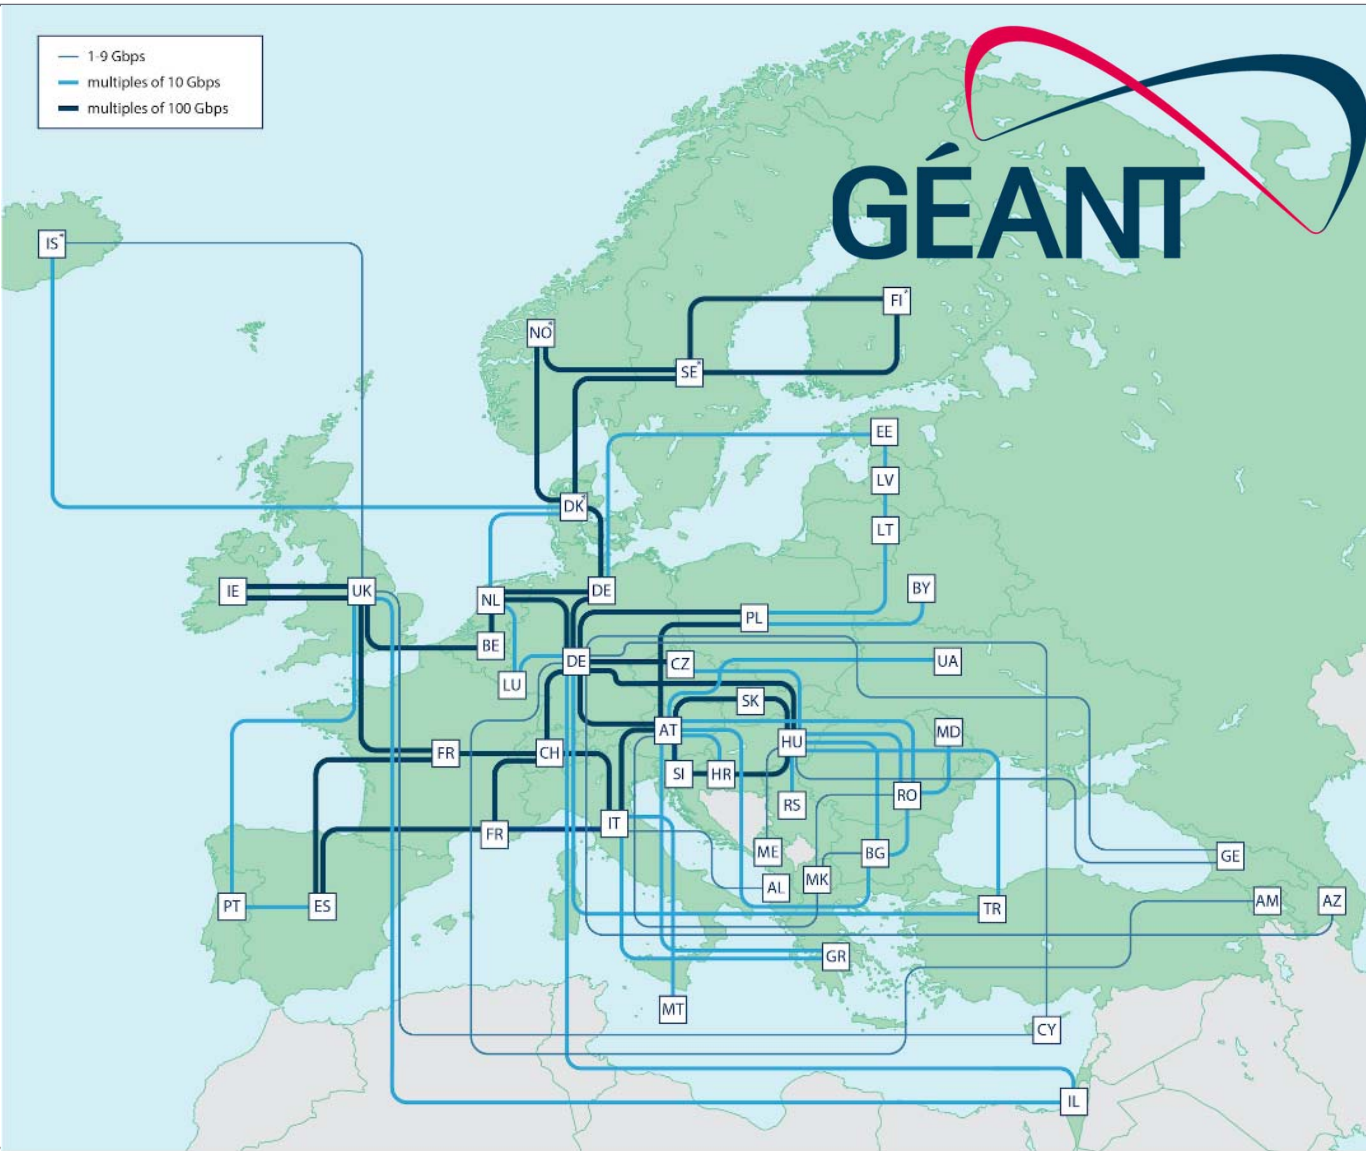 1-9 Gbps
multiples of 10 Gbps
multiples of 100 Gbps
GÉANT
IS*
FI*
NO*
SE*
EE
LV
DK*
LT
BY
IE
UK
NL
DE
PL
BE
DE
CZ
UA
LU
SK
AT
MD
HU
FR
CH
SI
HR
RO
RS
IT
FR
ME
BG
GE
MK
AL
PT
ES
TR
AM
AZ
GR
MT
CY
IL